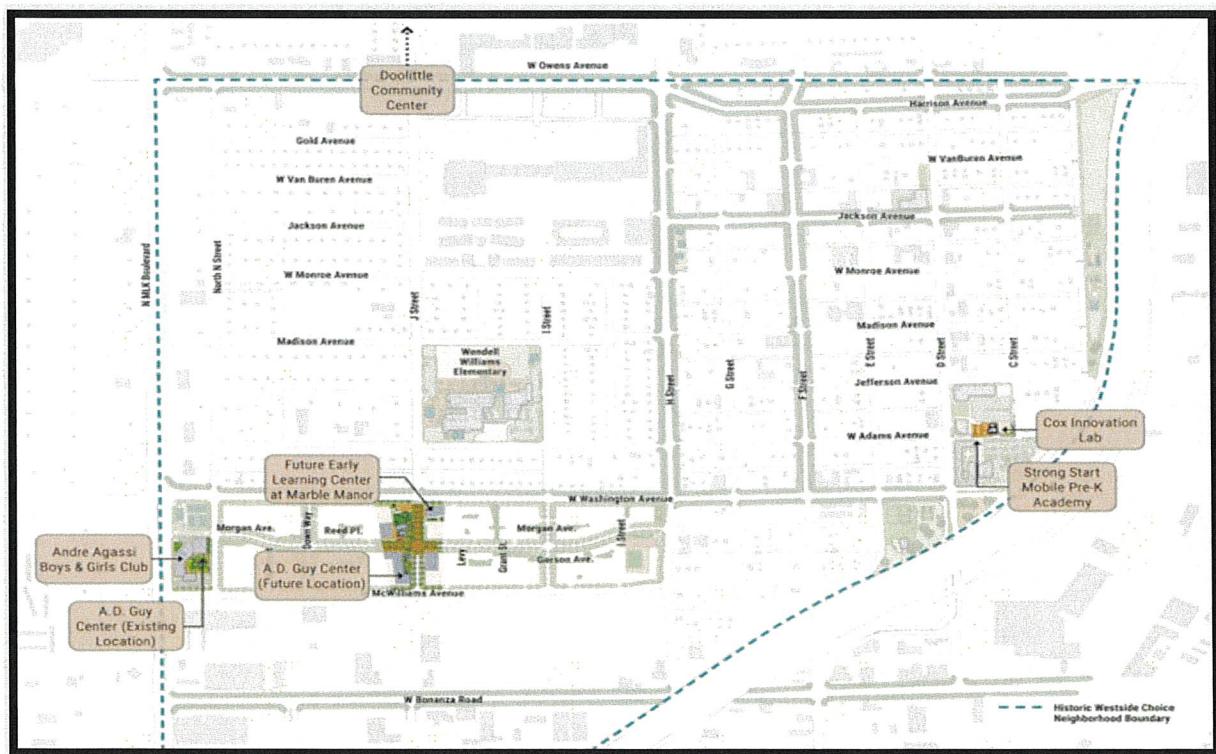 W Owens Avenue
Doolittle
Community
Center
Harrison Avenue
Gold Avenue
W VanBuren Avenue
W Van Buren Avenue
Jackson Avenue
Jackson Avenue
N MLK Boulevard
North N Street
J Street
I Street
W Monroe Avenue
W Monroe Avenue
Madison Avenue
Madison Avenue
Wendell
Williams
Elementary
H Street
G Street
F Street
E Street
D Street
C Street
Jefferson Avenue
W Adams Avenue
Cox Innovation
Lab
Strong Start
Mobile Pre-K
Academy
Future Early
Learning Center
at Marble Manor
W Washington Avenue
Morgan Ave.
Reed Pl.
Morgan Ave.
Levy
Grant St.
Gerson Ave.
Andre Agassi
Boys & Girls Club
A.D. Guy Center
(Future Location)
McWilliams Avenue
A.D. Guy
Center (Existing
Location)
W Bonanza Road
Historic Westside Choice
Neighborhood Boundary